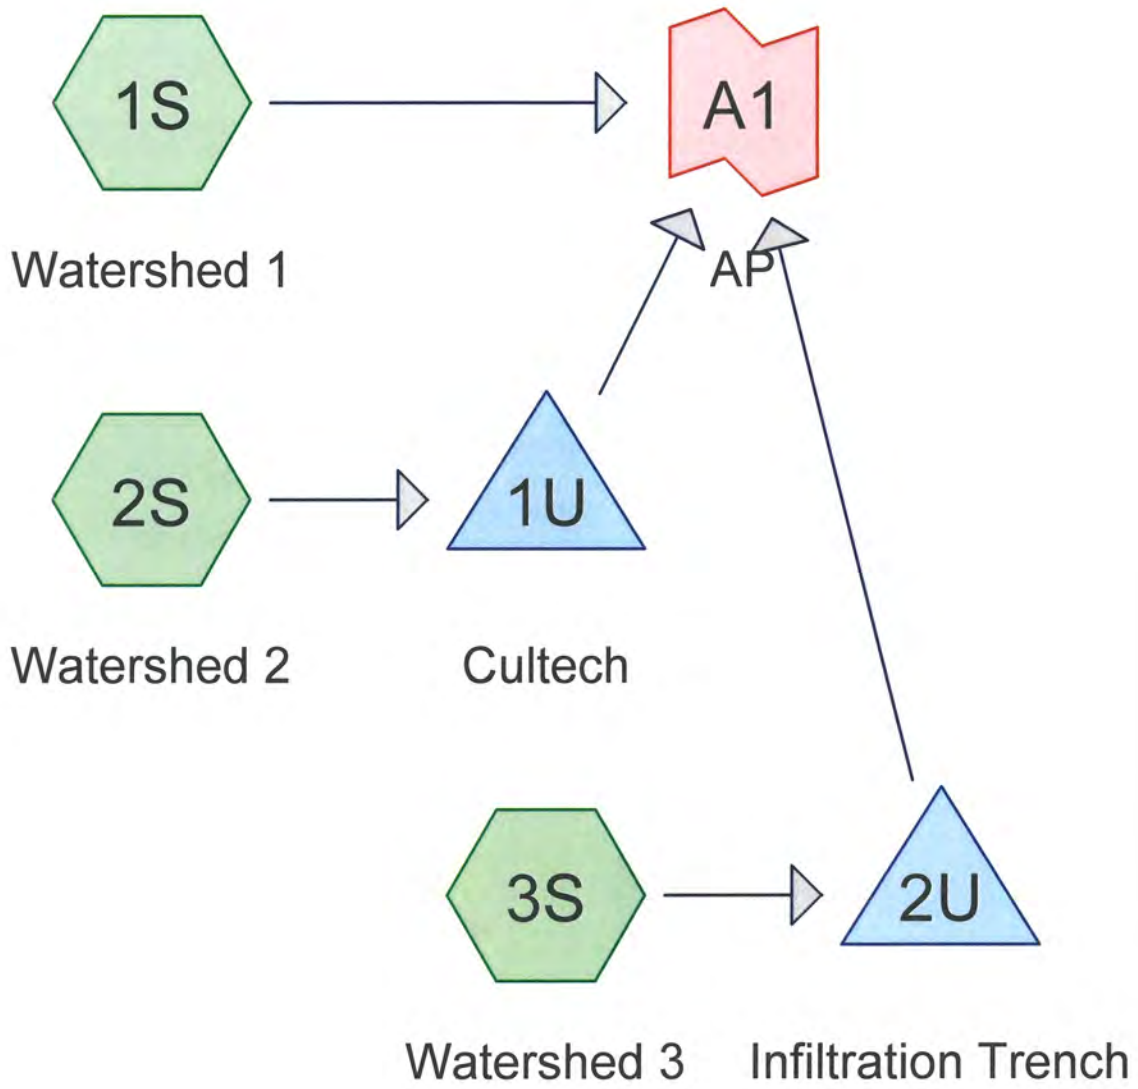 1S
A1
Watershed 1
AP
2S
1U
Watershed 2
Cultech
3S
2U
Watershed 3
Infiltration Trench